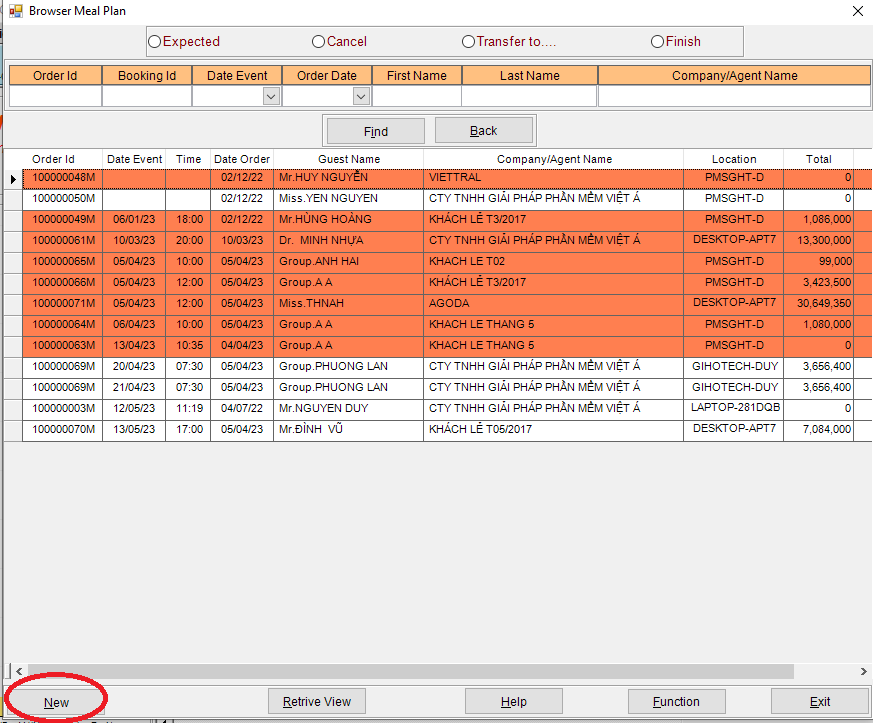 Browser Meal Plan
Expected Cancel Transfer to.... Finish
Order Id Booking Id Date Event Order Date First Name Last Name Company/Agent Name
Find Back
Order Id Date Event Time Date Order Guest Name Company/Agent Name Location Total
100000048M 02/12/22 Mr.HUY NGUYỄN VIETTRAL PMSGHT-D 0
100000050M 02/12/22 Miss.YEN NGUYEN CTY TNHH GIẢI PHÁP PHẦN MỀM VIỆT Á PMSGHT-D 0
100000049M 06/01/23 18:00 02/12/22 Mr.HÙNG HOÀNG KHÁCH LẺ T3/2017 PMSGHT-D 1,086,000
100000061M 10/03/23 20:00 10/03/23 Dr. MINH NHỰA CTY TNHH GIẢI PHÁP PHẦN MỀM VIỆT Á DESKTOP-APT7 13,300,000
100000065M 05/04/23 10:00 05/04/23 Group.ANH HAI KHACH LE T02 PMSGHT-D 99,000
100000066M 05/04/23 12:00 05/04/23 Group.A A KHÁCH LẺ T3/2017 PMSGHT-D 3,423,500
100000071M 05/04/23 12:00 05/04/23 Miss.THNAH AGODA DESKTOP-APT7 30,649,350
100000064M 06/04/23 10:00 05/04/23 Group.A A KHACH LE THANG 5 PMSGHT-D 1,080,000
100000063M 13/04/23 10:35 04/04/23 Group.A A KHACH LE THANG 5 PMSGHT-D 0
100000069M 20/04/23 07:30 05/04/23 Group.PHUONG LAN CTY TNHH GIẢI PHÁP PHẦN MỀM VIỆT Á GIHOTECH-DUY 3,656,400
100000069M 21/04/23 07:30 05/04/23 Group.PHUONG LAN CTY TNHH GIẢI PHÁP PHẦN MỀM VIỆT Á GIHOTECH-DUY 3,656,400
100000003M 12/05/23 11:19 04/07/22 Mr.NGUYEN DUY CTY TNHH GIẢI PHÁP PHẦN MỀM VIỆT Á LAPTOP-281DQB 0
100000070M 13/05/23 17:00 05/04/23 Mr.ĐÌNH VŨ KHÁCH LẺ T05/2017 DESKTOP-APT7 7,084,000
New Retrive View Help Function Exit